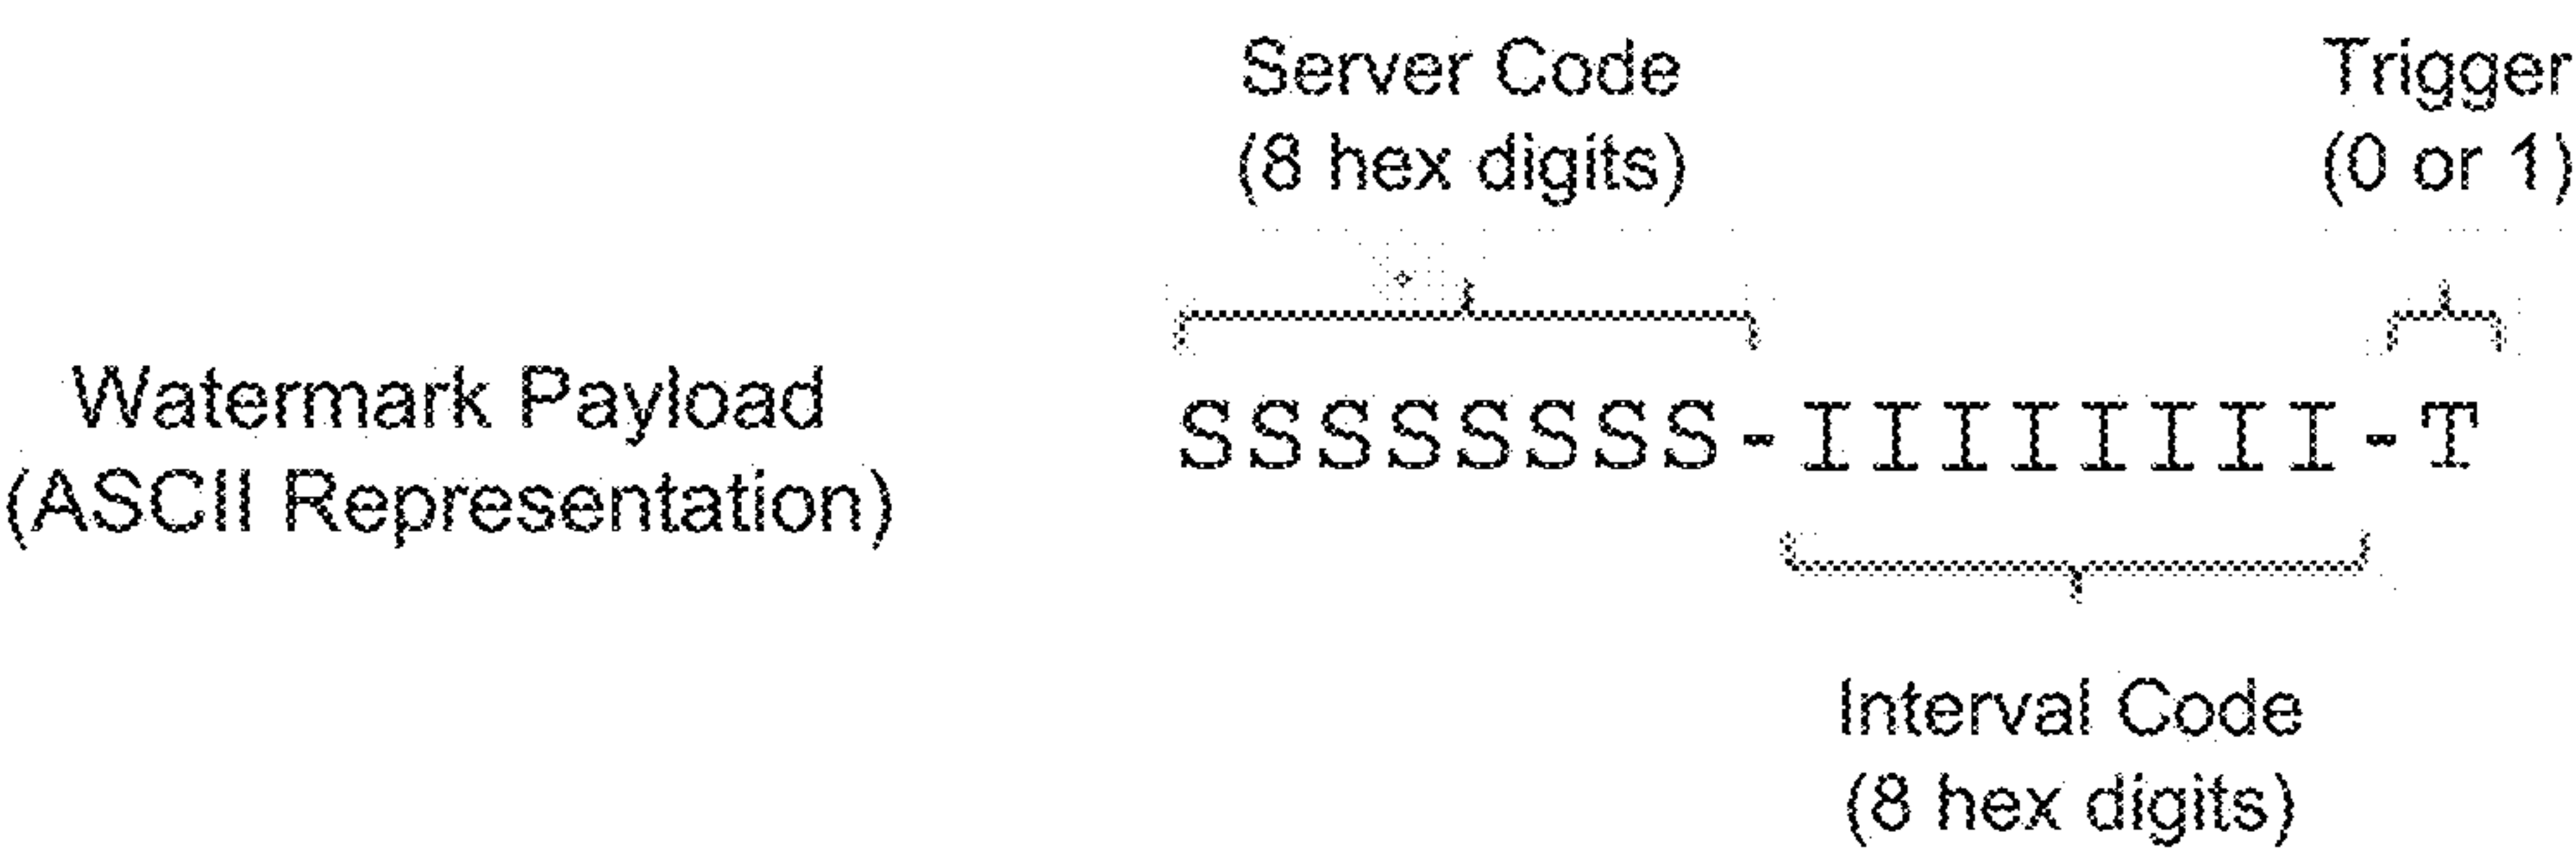 Server Code
(8 hex digits)
Trigger
(0 or 1)
Watermark Payload
(ASCII Representation)
SSSSSSSS-IIIIIIII-T
Interval Code
(8 hex digits)